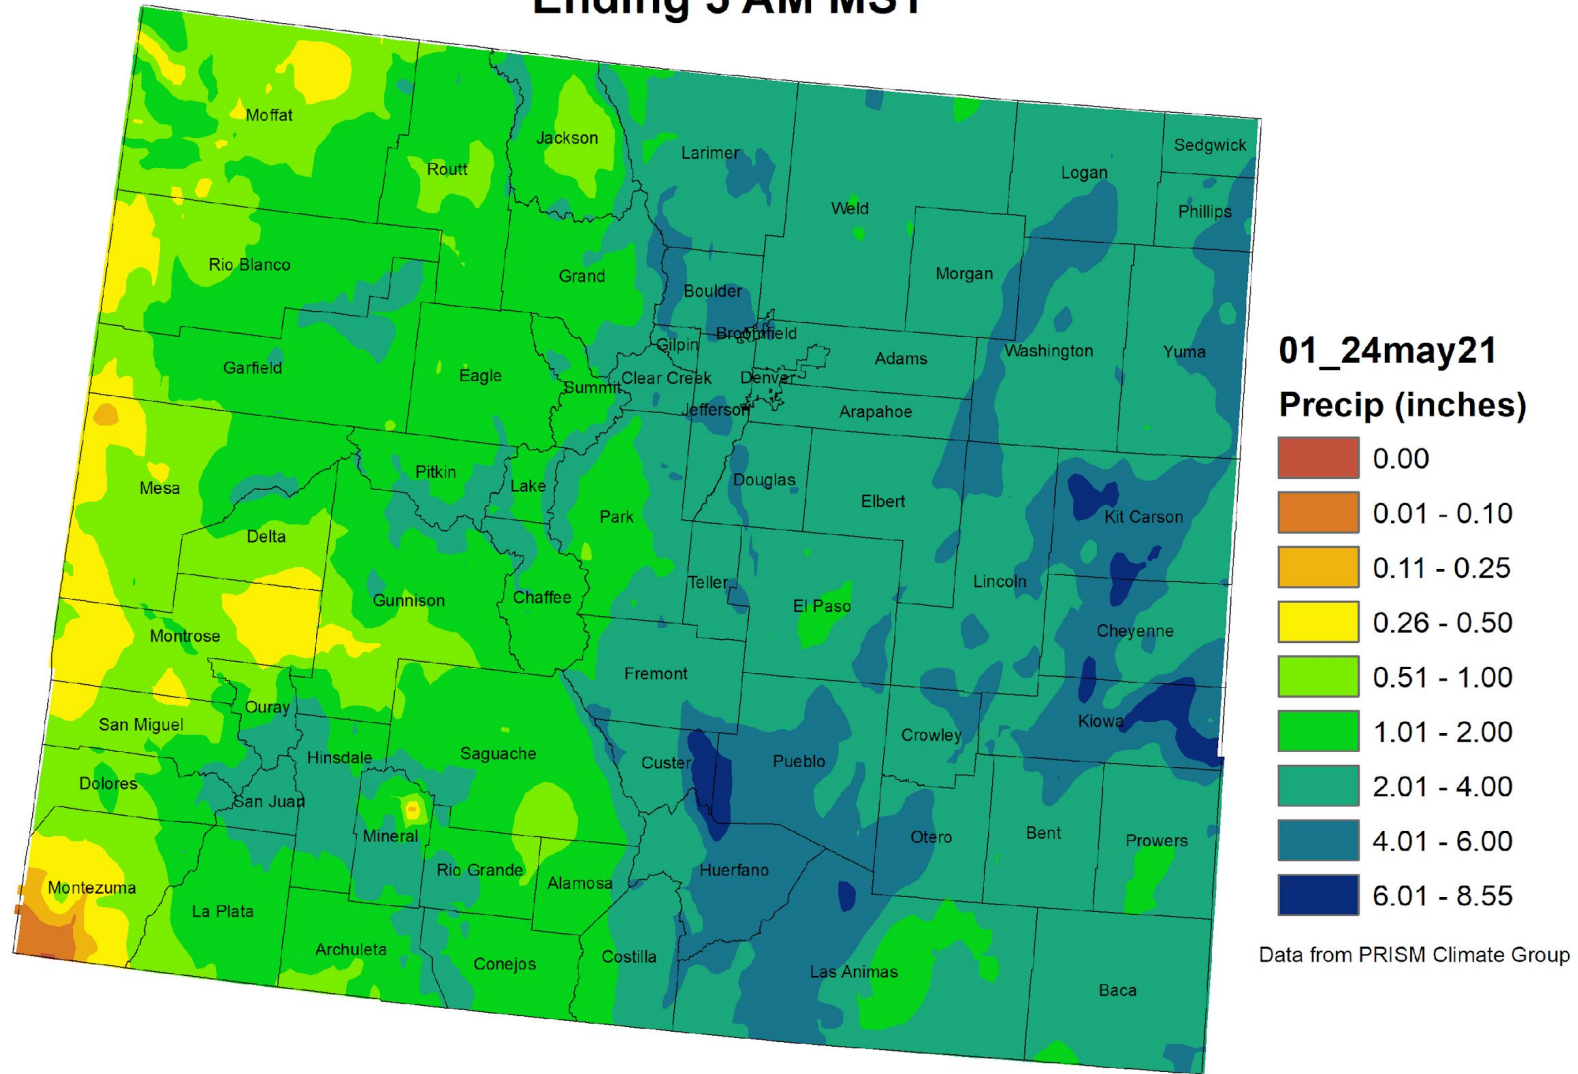 Ending 5 AM MST
Moffat
Routt
Jackson
Larimer
Weld
Logan
Sedgwick
Phillips
Rio Blanco
Grand
Boulder
Morgan
Broomfield
Gilpin
Garfield
Eagle
Summit
Clear Creek
Denver
Adams
Washington
Yuma
Jefferson
Arapahoe
Mesa
Pitkin
Lake
Park
Douglas
Elbert
Kit Carson
Delta
Gunnison
Chaffee
Teller
El Paso
Lincoln
Cheyenne
Montrose
Fremont
Ouray
San Miguel
Hinsdale
Saguache
Custer
Pueblo
Crowley
Kiowa
Dolores
San Juan
Mineral
Otero
Bent
Prowers
Montezuma
Rio Grande
Alamosa
Huerfano
La Plata
Archuleta
Conejos
Costilla
Las Animas
Baca
01_24may21
Precip (inches)
0.00
0.01 - 0.10
0.11 - 0.25
0.26 - 0.50
0.51 - 1.00
1.01 - 2.00
2.01 - 4.00
4.01 - 6.00
6.01 - 8.55
Data from PRISM Climate Group